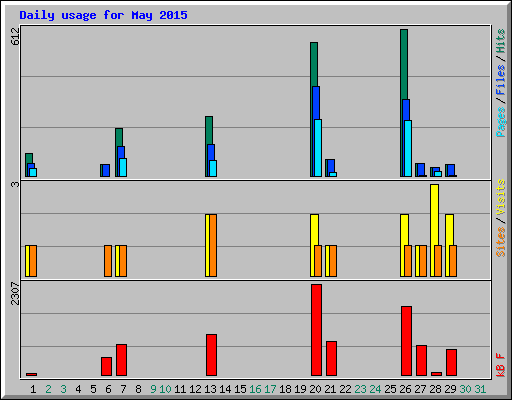 Daily usage for May 2015
612
Pages / Files / Hits
3
Sites / Visits
2307
kB F
1 2 3 4 5 6 7 8 9 10 11 12 13 14 15 16 17 18 19 20 21 22 23 24 25 26 27 28 29 30 31